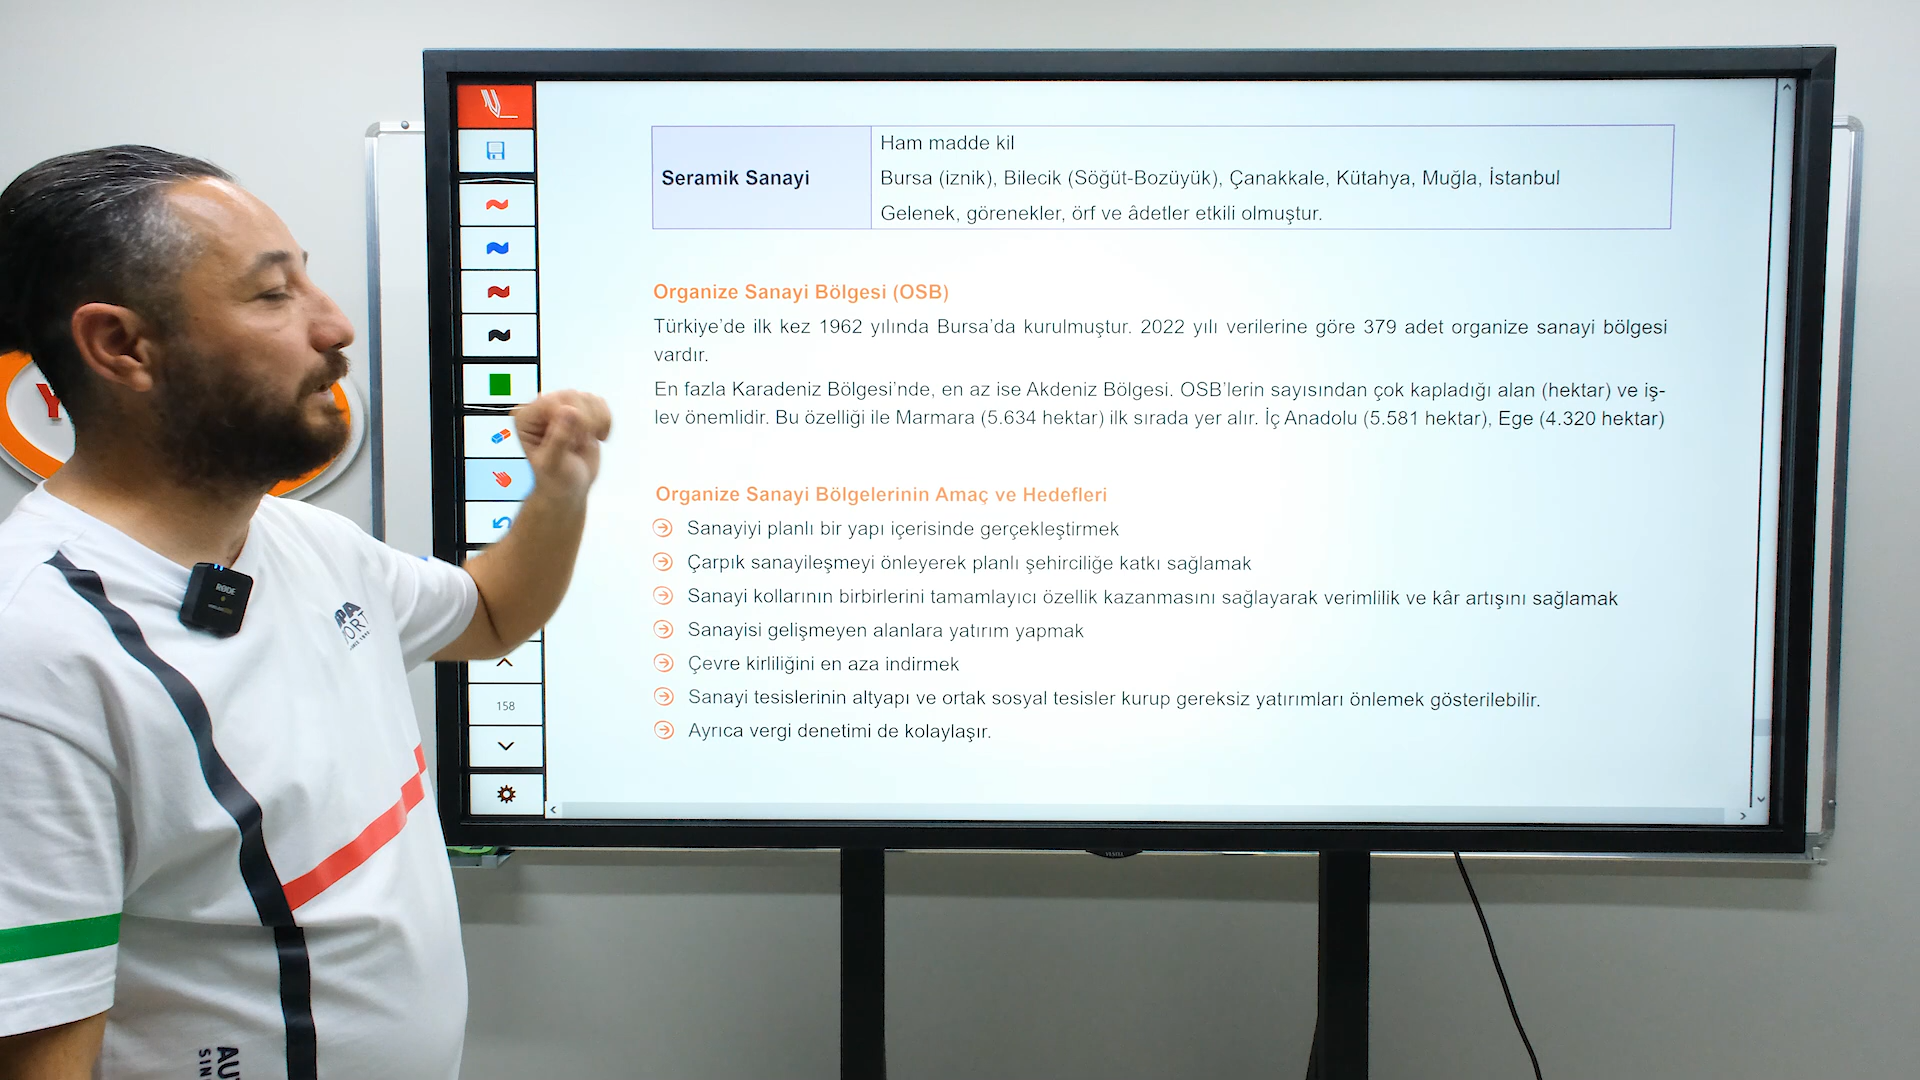 Ham madde kil
Seramik Sanayi
Bursa (iznik), Bilecik (Söğüt-Bozüyük), Çanakkale, Kütahya, Muğla, İstanbul
Gelenek, görenekler, örf ve âdetler etkili olmuştur.
Organize Sanayi Bölgesi (OSB)
Türkiye'de ilk kez 1962 yılında Bursa'da kurulmuştur. 2022 yılı verilerine göre 379 adet organize sanayi bölgesi
vardır.
En fazla Karadeniz Bölgesi'nde, en az ise Akdeniz Bölgesi. OSB'lerin sayısından çok kapladığı alan (hektar) ve iş-
lev önemlidir. Bu özelliği ile Marmara (5.634 hektar) ilk sırada yer alır. İç Anadolu (5.581 hektar), Ege (4.320 hektar)
Organize Sanayi Bölgelerinin Amaç ve Hedefleri
Sanayiyi planlı bir yapı içerisinde gerçekleştirmek
Çarpık sanayileşmeyi önleyerek planlı şehirciliğe katkı sağlamak
Sanayi kollarının birbirlerini tamamlayıcı özellik kazanmasını sağlayarak verimlilik ve kâr artışını sağlamak
Sanayisi gelişmeyen alanlara yatırım yapmak
Çevre kirliliğini en aza indirmek
Sanayi tesislerinin altyapı ve ortak sosyal tesisler kurup gereksiz yatırımları önlemek gösterilebilir.
Ayrıca vergi denetimi de kolaylaşır.
158
RØDE
VESTEL